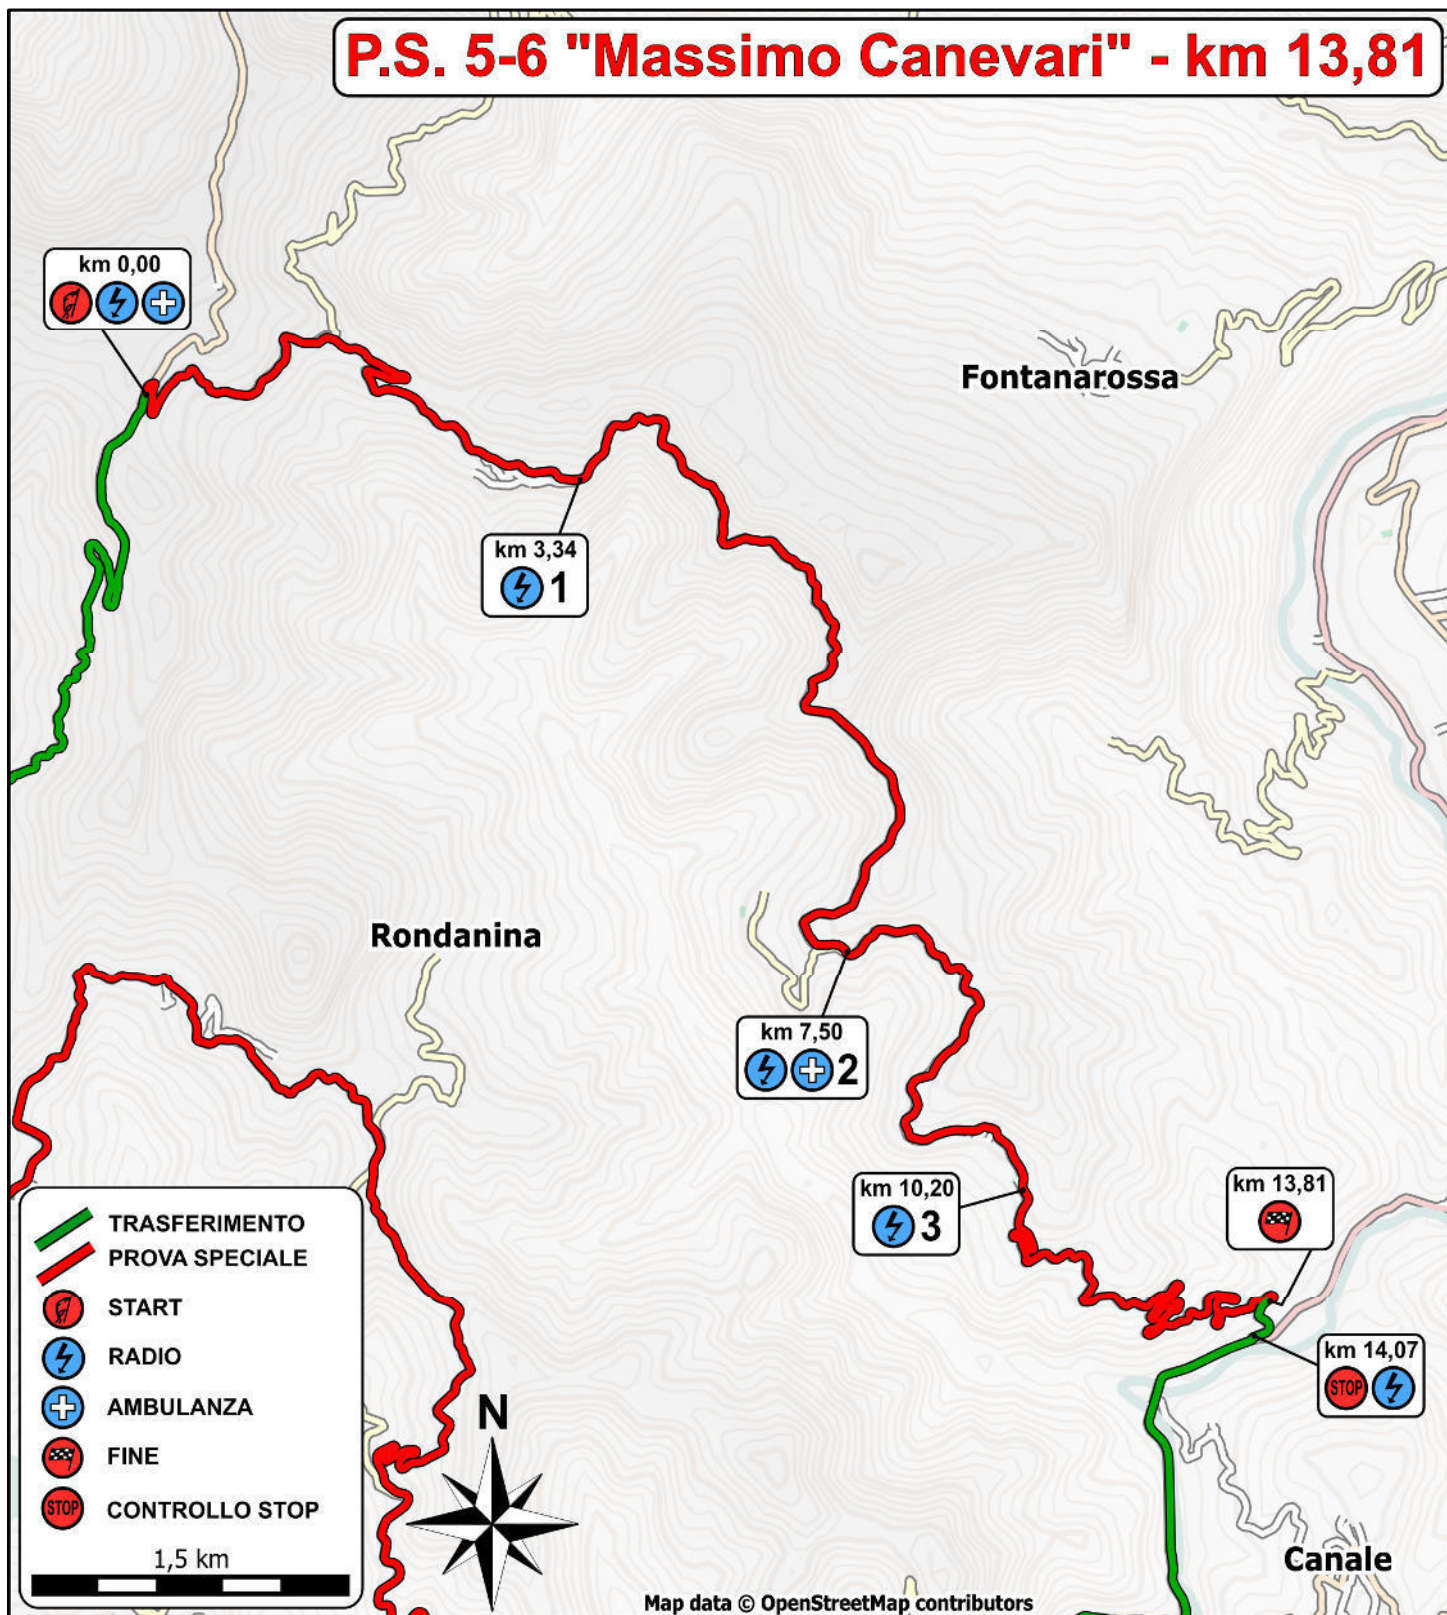 P.S. 5-6 "Massimo Canevari" - km 13,81
km 0,00
Fontanarossa
km 3,34
1
Rondanina
km 7,50
2
km 10,20
3
km 13,81
km 14,07
STOP
TRASFERIMENTO
PROVA SPECIALE
START
RADIO
AMBULANZA
FINE
STOP CONTROLLO STOP
1,5 km
N
Canale
Map data © OpenStreetMap contributors